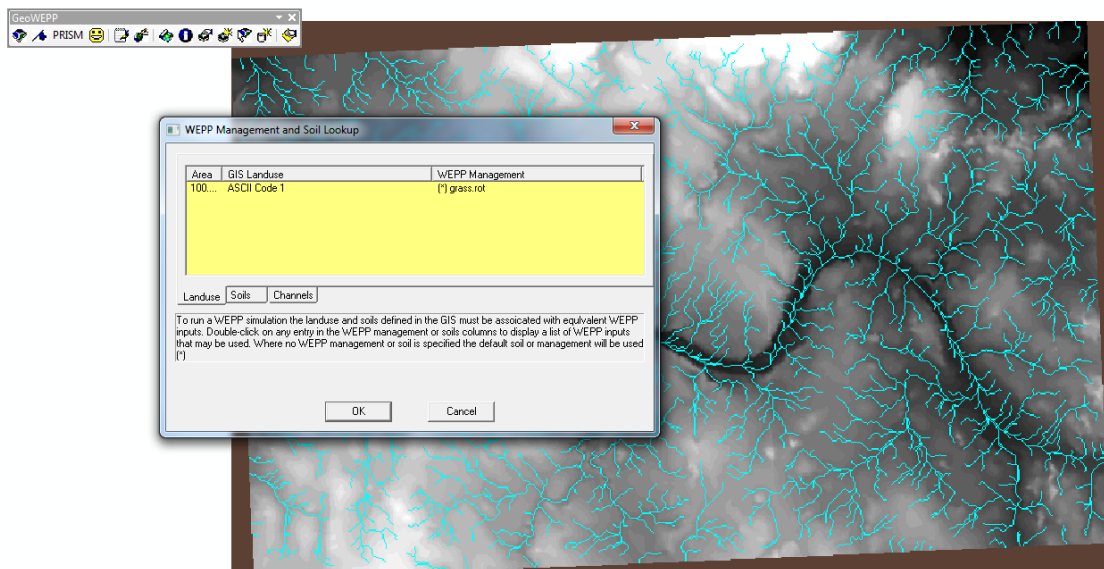 GeoWEPP
PRISM
WEPP Management and Soil Lookup
Area GIS Landuse WEPP Management
100.... ASCII Code 1 (*) grass.rot
Landuse Soils Channels
To run a WEPP simulation the landuse and soils defined in the GIS must be assoicated with equlvalent WEPP
inputs. Double-click on any entry in the WEPP management or soils columns to display a list of WEPP inputs
that may be used. Where no WEPP management or soil is specified the default soil or management will be used
(*)
OK Cancel